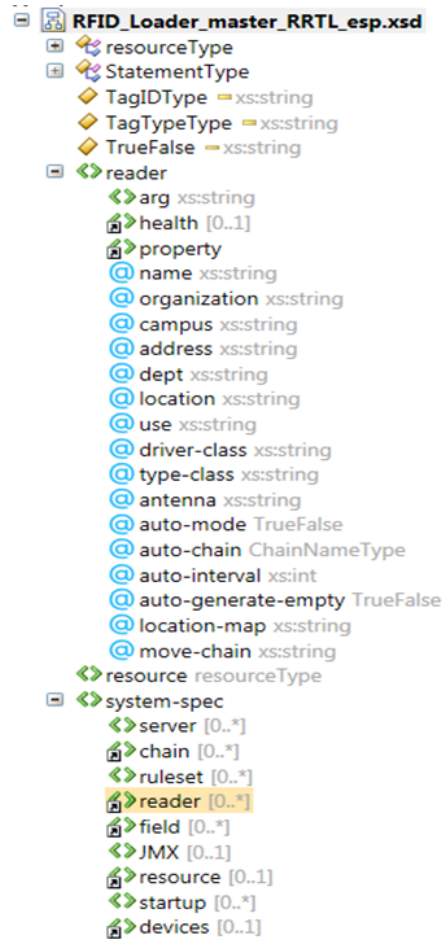 RFID_Loader_master_RRTL_esp.xsd
resourceType
StatementType
TagIDType xs:string
TagTypeType xs:string
TrueFalse xs:string
reader
arg xs:string
health [0..1]
property
name xs:string
organization xs:string
campus xs:string
address xs:string
dept xs:string
location xs:string
use xs:string
driver-class xs:string
type-class xs:string
antenna xs:string
auto-mode TrueFalse
auto-chain ChainNameType
auto-interval xs:int
auto-generate-empty TrueFalse
location-map xs:string
move-chain xs:string
resource resourceType
system-spec
server [0..*]
chain [0..*]
ruleset [0..*]
reader [0..*]
field [0..*]
JMX [0..1]
resource [0..1]
startup [0..*]
devices [0..1]